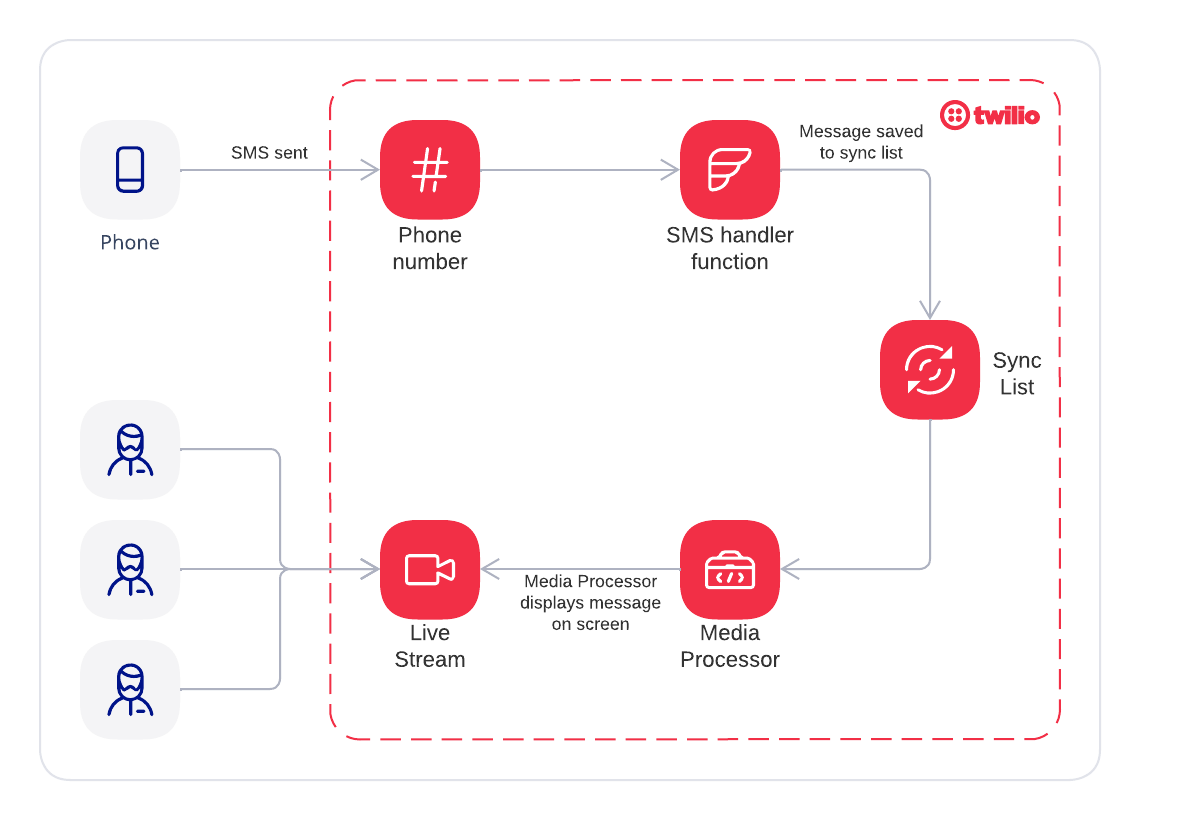 twilio
Message saved
to sync list
SMS sent
Phone
Phone
number
SMS handler
function
Sync
List
Media Processor
displays message
on screen
Live
Stream
Media
Processor